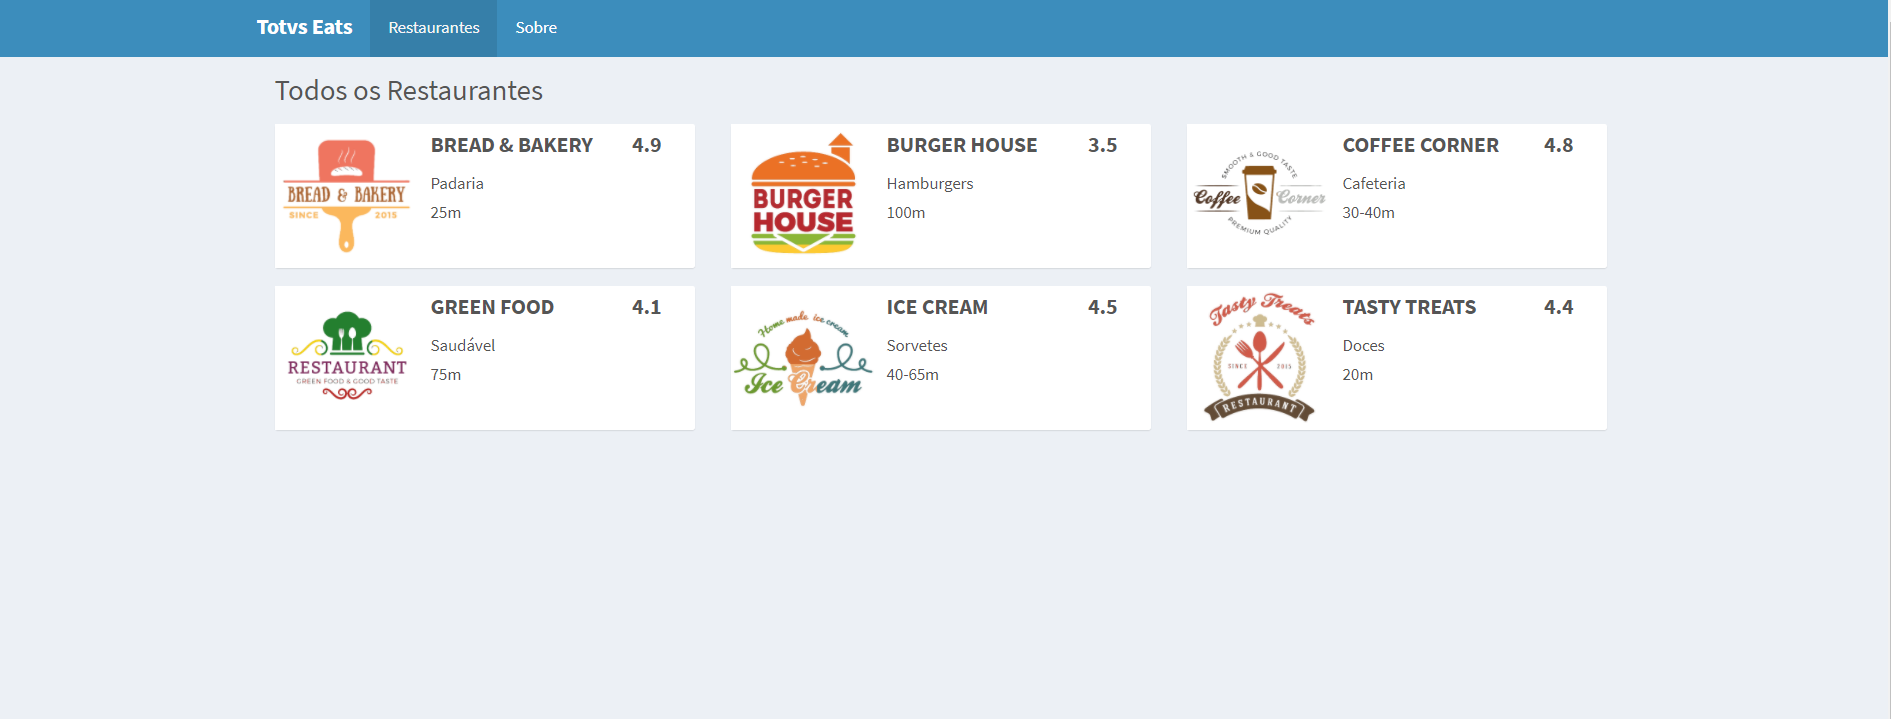 Totvs Eats Restaurantes Sobre
Todos os Restaurantes
BREAD & BAKERY
SINCE 2015
BREAD & BAKERY 4.9
Padaria
25m
BURGER
HOUSE
BURGER HOUSE 3.5
Hamburgers
100m
SMOOTH & GOOD TASTE
Coffee Corner
PREMIUM QUALITY
COFFEE CORNER 4.8
Cafeteria
30-40m
RESTAURANT
GREEN FOOD & GOOD TASTE
GREEN FOOD 4.1
Saudável
75m
Home made ice cream
Ice Cream
ICE CREAM 4.5
Sorvetes
40-65m
Tasty Treats
SINCE 2015
RESTAURANT
TASTY TREATS 4.4
Doces
20m